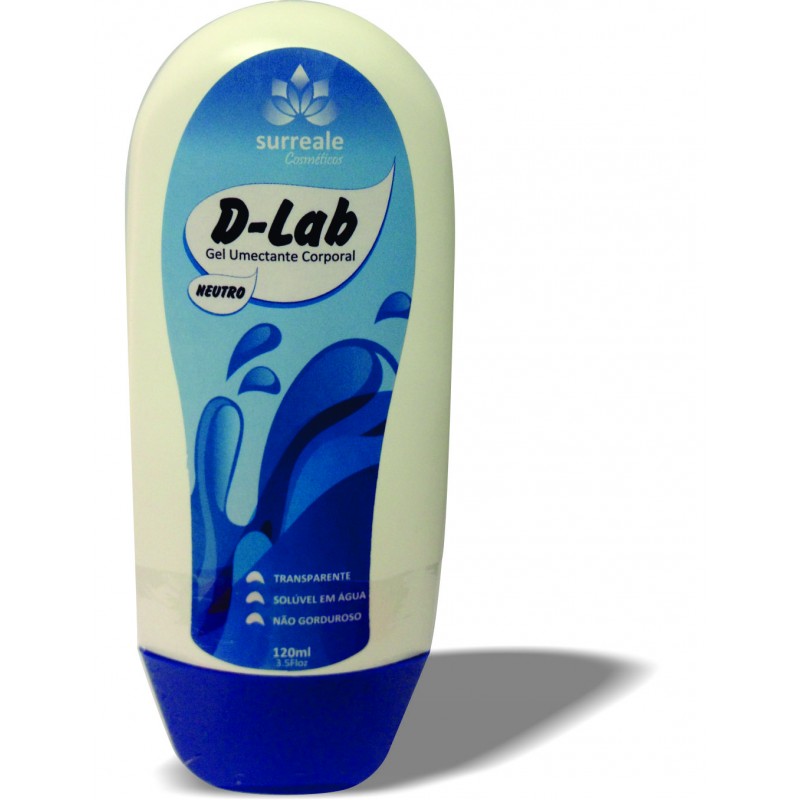 surreale
Cosméticos
D-Lab
Gel Umectante Corporal
NEUTRO
TRANSPARENTE
SOLÚVEL EM ÁGUA
NÃO GORDUROSO
120ml
3.5Floz